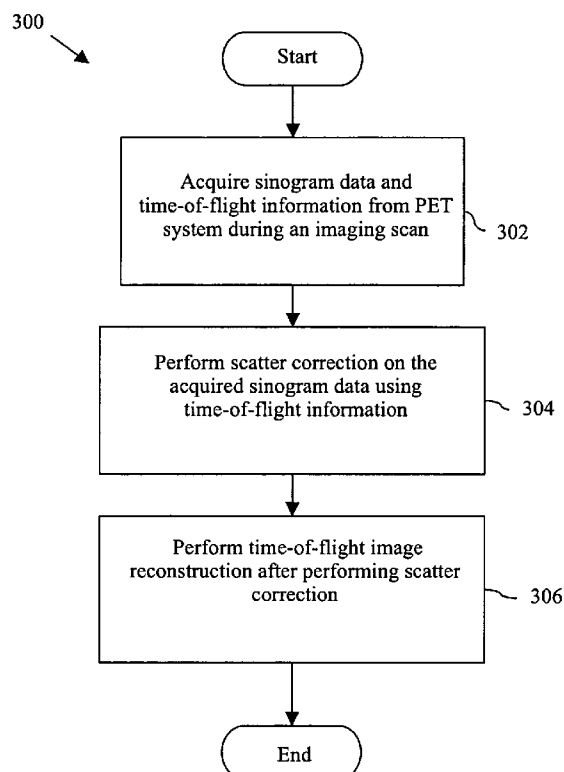 300
Start
Acquire sinogram data and
time-of-flight information from PET
system during an imaging scan
302
Perform scatter correction on the
acquired sinogram data using
time-of-flight information
304
Perform time-of-flight image
reconstruction after performing scatter
correction
306
End